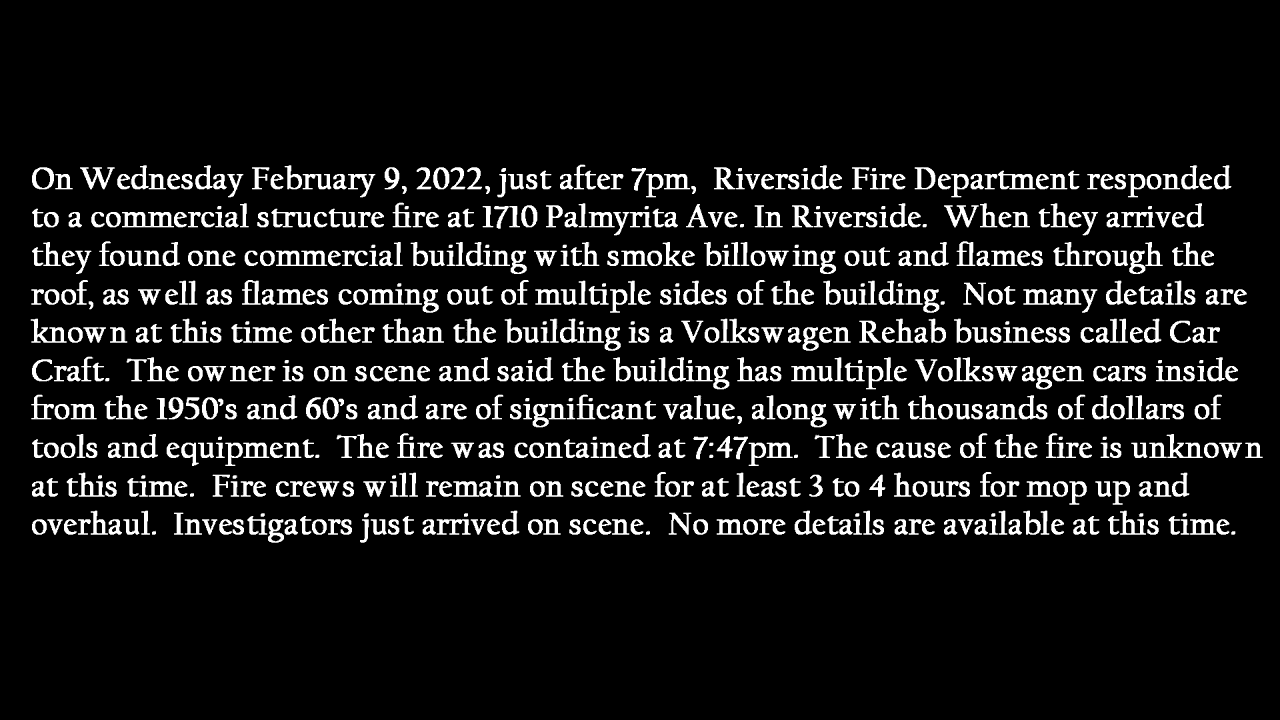 On Wednesday February 9, 2022, just after 7pm,  Riverside Fire Department responded
to a commercial structure fire at 1710 Palmyrita Ave. In Riverside.  When they arrived
they found one commercial building with smoke billowing out and flames through the
roof, as well as flames coming out of multiple sides of the building.  Not many details are
known at this time other than the building is a Volkswagen Rehab business called Car
Craft.  The owner is on scene and said the building has multiple Volkswagen cars inside
from the 1950's and 60's and are of significant value, along with thousands of dollars of
tools and equipment.  The fire was contained at 7:47pm.  The cause of the fire is unknown
at this time.  Fire crews will remain on scene for at least 3 to 4 hours for mop up and
overhaul.  Investigators just arrived on scene.  No more details are available at this time.